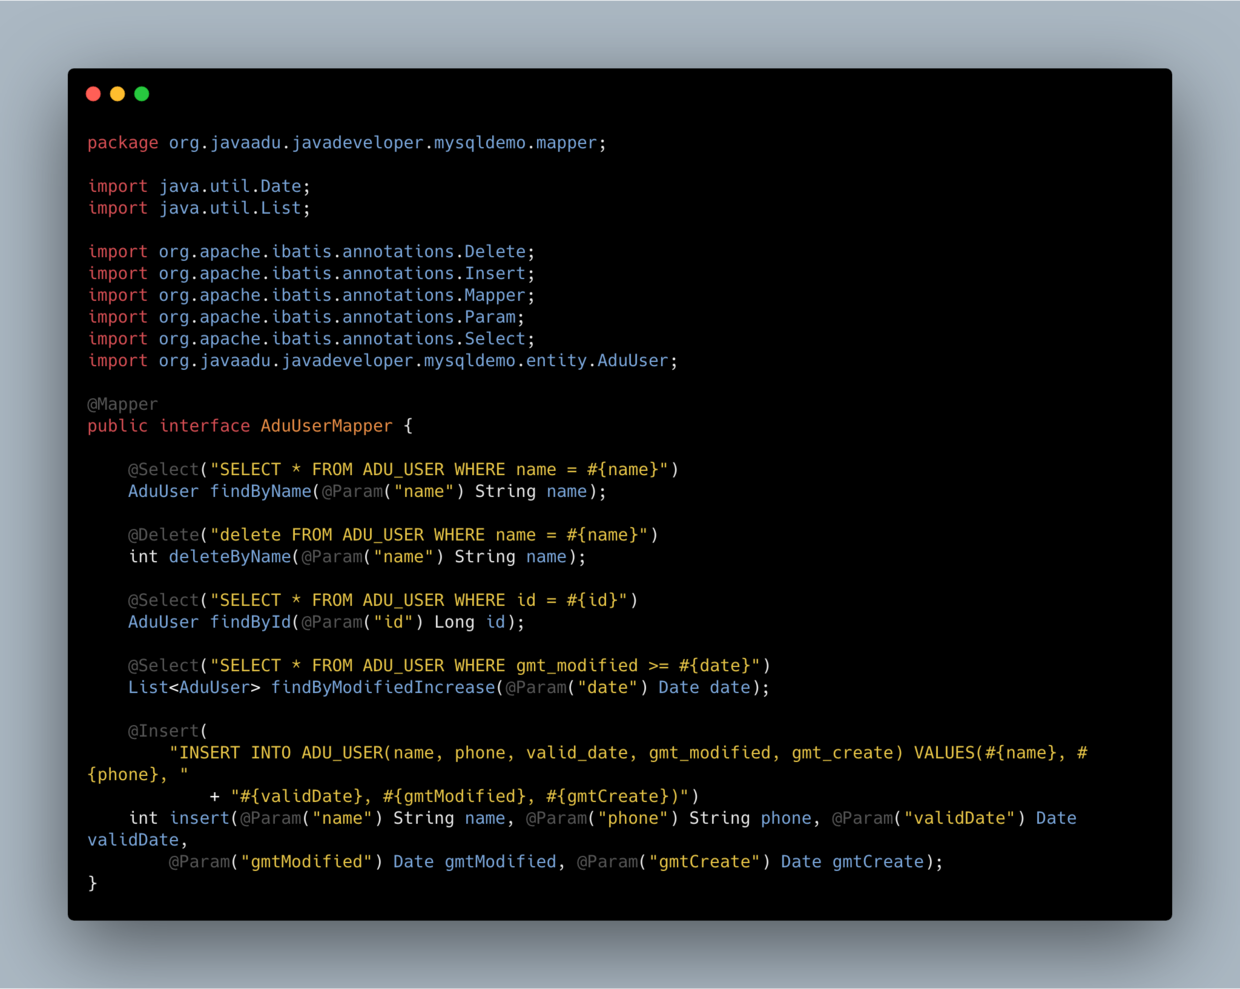 package org.javaadu.javadeveloper.mysqldemo.mapper;
import java.util.Date;
import java.util.List;
import org.apache.ibatis.annotations.Delete;
import org.apache.ibatis.annotations.Insert;
import org.apache.ibatis.annotations.Mapper;
import org.apache.ibatis.annotations.Param;
import org.apache.ibatis.annotations.Select;
import org.javaadu.javadeveloper.mysqldemo.entity.AduUser;
@Mapper
public interface AduUserMapper {
@Select("SELECT * FROM ADU_USER WHERE name = #{name}")
AduUser findByName(@Param("name") String name);
@Delete("delete FROM ADU_USER WHERE name = #{name}")
int deleteByName(@Param("name") String name);
@Select("SELECT * FROM ADU_USER WHERE id = #{id}")
AduUser findById(@Param("id") Long id);
@Select("SELECT * FROM ADU_USER WHERE gmt_modified >= #{date}")
List<AduUser> findByModifiedIncrease(@Param("date") Date date);
@Insert(
"INSERT INTO ADU_USER(name, phone, valid_date, gmt_modified, gmt_create) VALUES(#{name}, #
{phone}, "
+ "#{validDate}, #{gmtModified}, #{gmtCreate})")
int insert(@Param("name") String name, @Param("phone") String phone, @Param("validDate") Date
validDate,
@Param("gmtModified") Date gmtModified, @Param("gmtCreate") Date gmtCreate);
}